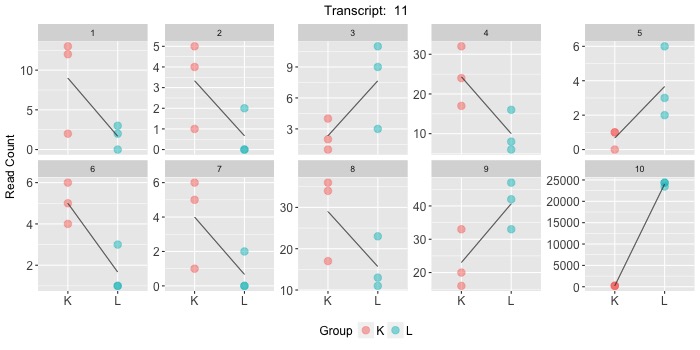 Transcript: 11
1 2 3 4 5
10 5 0
5 4 3 2 1 0
9 6 3
30 20 10
6 4 2 0
Read Count
6 7 8 9 10
6 4 2
6 4 2 0
30 20 10
40 30 20
25000 20000 15000 10000 5000 0
K L K L K L K L K L
Group K L